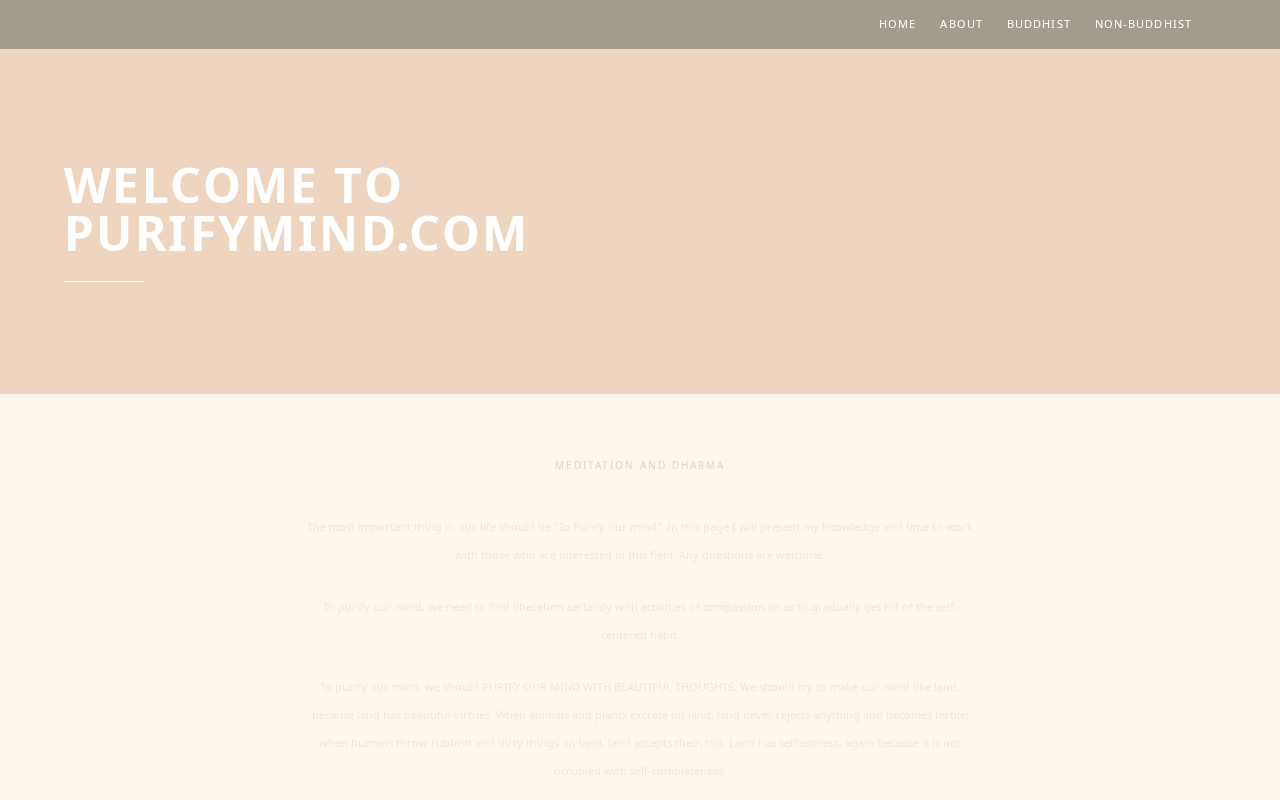 HOME ABOUT BUDDHIST NON-BUDDHIST
WELCOME TO
PURIFYMIND.COM
MEDITATION AND DHARMA
The most important thing in our life should be "To Purify our mind". In this page I will present my knowledge and time to work
with those who are interested in this field. Any questions are welcome.
To purify our mind, we need to find liberation certainly with activities of compassion so as to gradually get rid of the self-
centered habit.
To purify our mind, we should PURIFY OUR MIND WITH BEAUTIFUL THOUGHTS. We should try to make our mind like land,
because land has beautiful virtues. When animals and plants excrete on land, land never rejects anything and becomes fertile;
when humans throw rubbish and dirty things on land, land accepts them too. Land has selflessness, again because it is not
occupied with self-completeness.